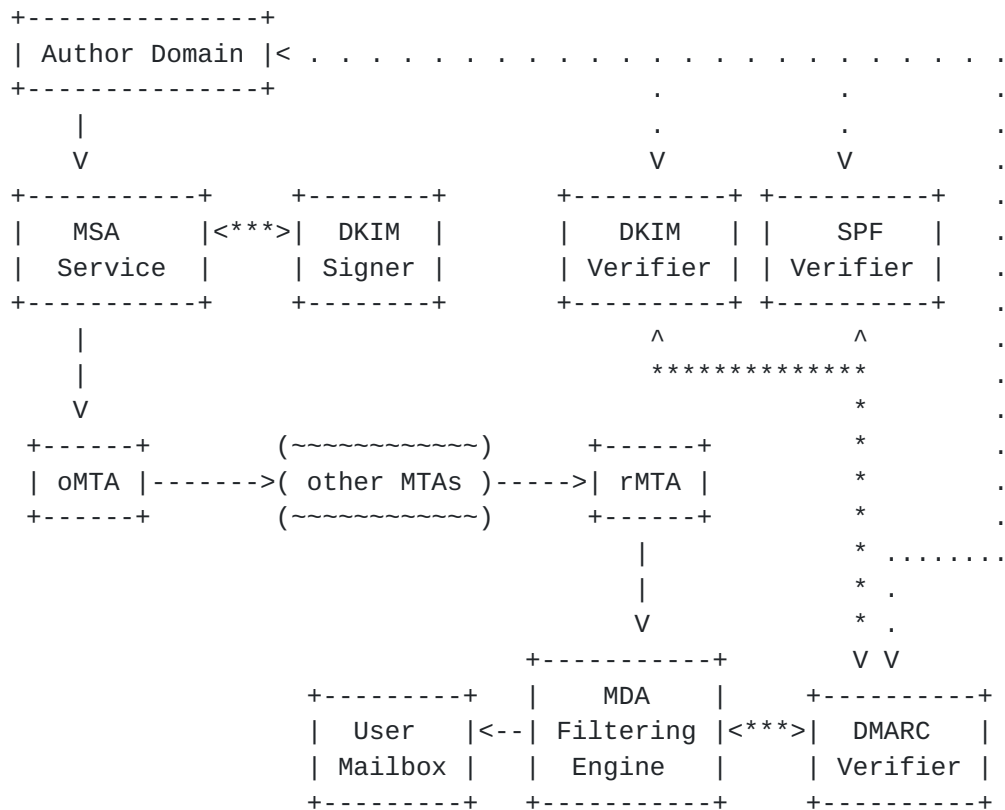 +---------------+
| Author Domain |< . . . . . . . . . . . . . . . . . . . . . . .
+---------------+                        .           .         .
    |                                    .           .         .
    V                                    V           V         .
+-----------+     +--------+       +----------+ +----------+   .
|   MSA     |<***>|  DKIM  |       |   DKIM   | |    SPF   |   .
|  Service  |     | Signer |       | Verifier | | Verifier |   .
+-----------+     +--------+       +----------+ +----------+   .
    |                                    ^            ^        .
    |                                    **************        .
    V                                                 *        .
 +------+        (~~~~~~~~~~~~)      +------+         *        .
 | oMTA |------->( other MTAs )----->| rMTA |         *        .
 +------+        (~~~~~~~~~~~~)      +------+         *        .
                                        |             * ........
                                        |             * .
                                        V             * .
                                 +-----------+        V V
                   +---------+   |    MDA    |     +----------+
                   |  User   |<--| Filtering |<***>|  DMARC   |
                   | Mailbox |   |  Engine   |     | Verifier |
                   +---------+   +-----------+     +----------+